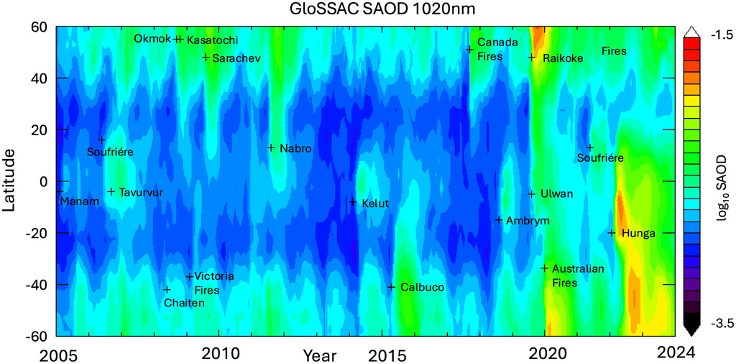 GloSSAC SAOD 1020nm
60
40
20
0
-20
-40
-60
Latitude
Okmok
Kasatochi
Sarachev
Canada
Fires
Raikoke
Fires
Soufriére
Nabro
Soufriére
Manam
Tavurvur
Kelut
Ulwan
Ambrym
Hunga
Victoria
Fires
Chaiten
Calbuco
Australian
Fires
2005
2010
Year
2015
2020
2024
-1.5
log₁₀ SAOD
-3.5